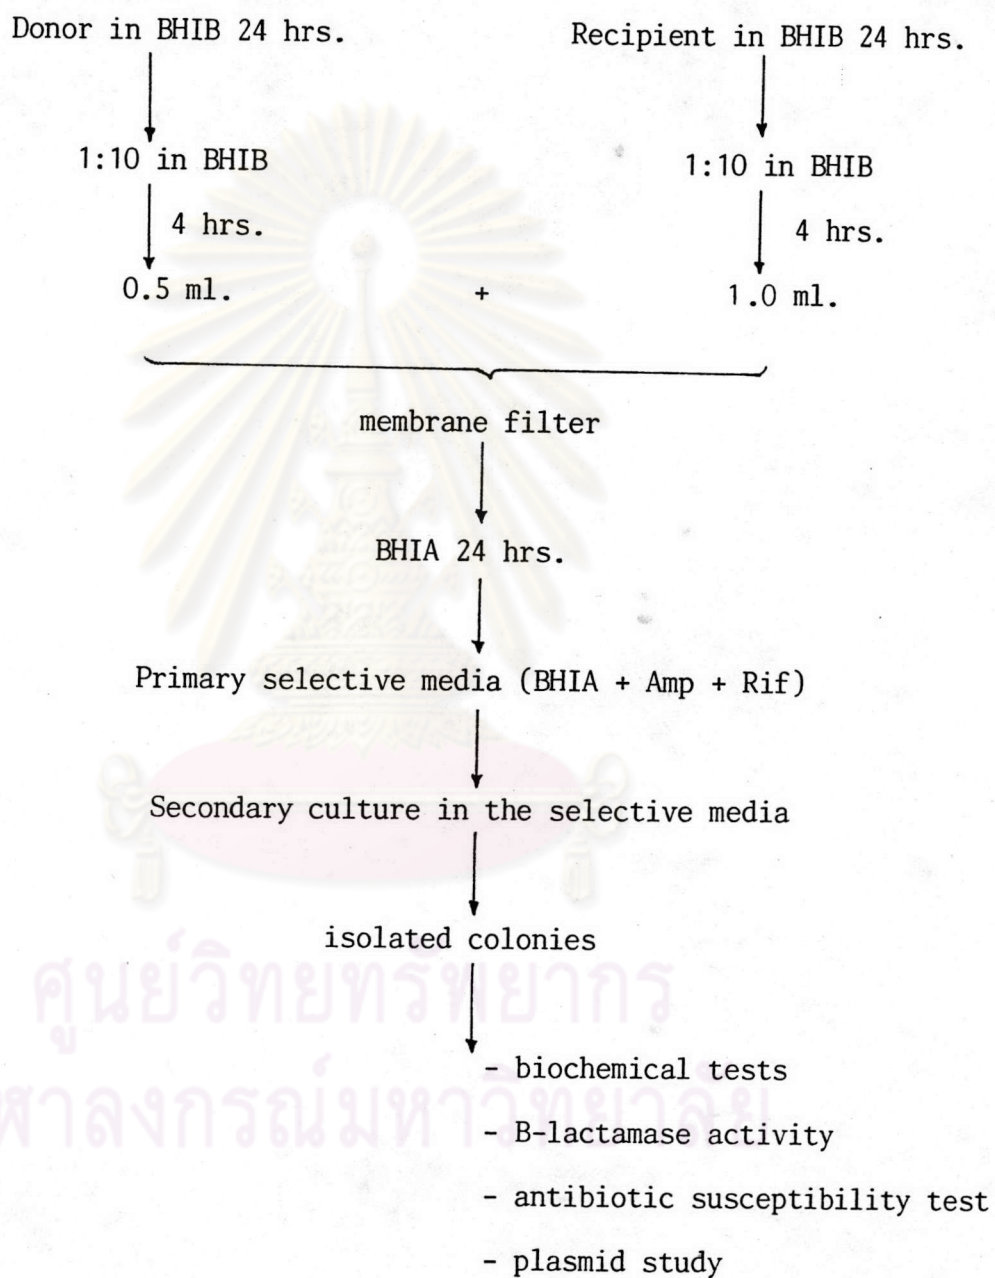 Donor in BHIB 24 hrs.
Recipient in BHIB 24 hrs.
1:10 in BHIB
1:10 in BHIB
4 hrs.
4 hrs.
0.5 ml.
+
1.0 ml.
membrane filter
BHIA 24 hrs.
Primary selective media (BHIA + Amp + Rif)
Secondary culture in the selective media
isolated colonies
- biochemical tests
- B-lactamase activity
- antibiotic susceptibility test
- plasmid study
ศูนย์วิทยทรัพยากร
จุฬาลงกรณ์มหาวิทยาลัย